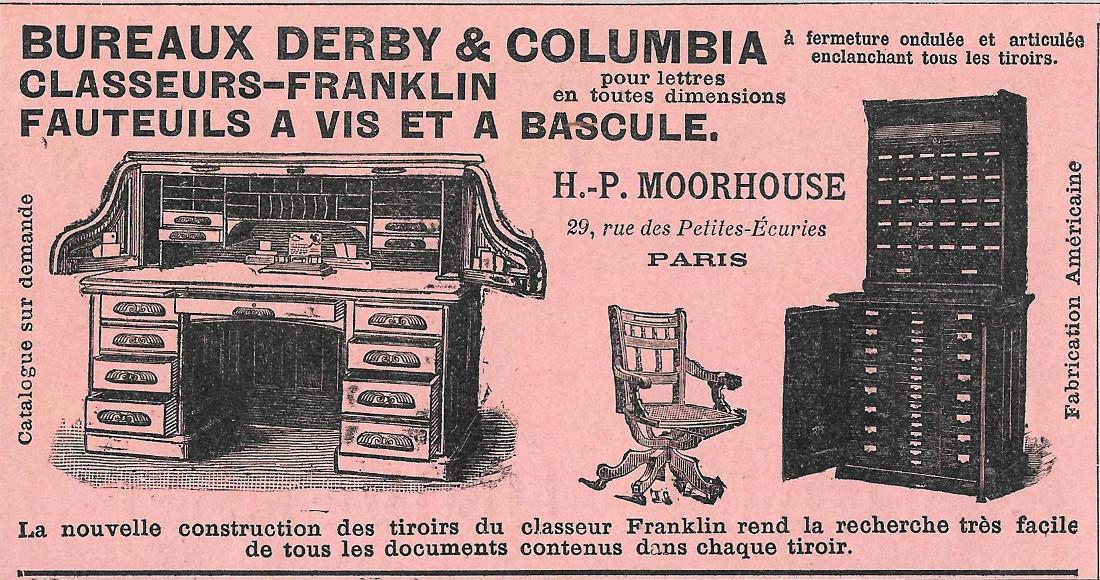 BUREAUX DERBY & COLUMBIA
à fermeture ondulée et articulée
enclanchant tous les tiroirs.
CLASSEURS-FRANKLIN
pour lettres
en toutes dimensions
FAUTEUILS A VIS ET A BASCULE.
H.-P. MOORHOUSE
29, rue des Petites-Écuries
PARIS
Catalogue sur demande
Fabrication Américaine
La nouvelle construction des tiroirs du classeur Franklin rend la recherche très façile
de tous les documents contenus dans chaque tiroir.